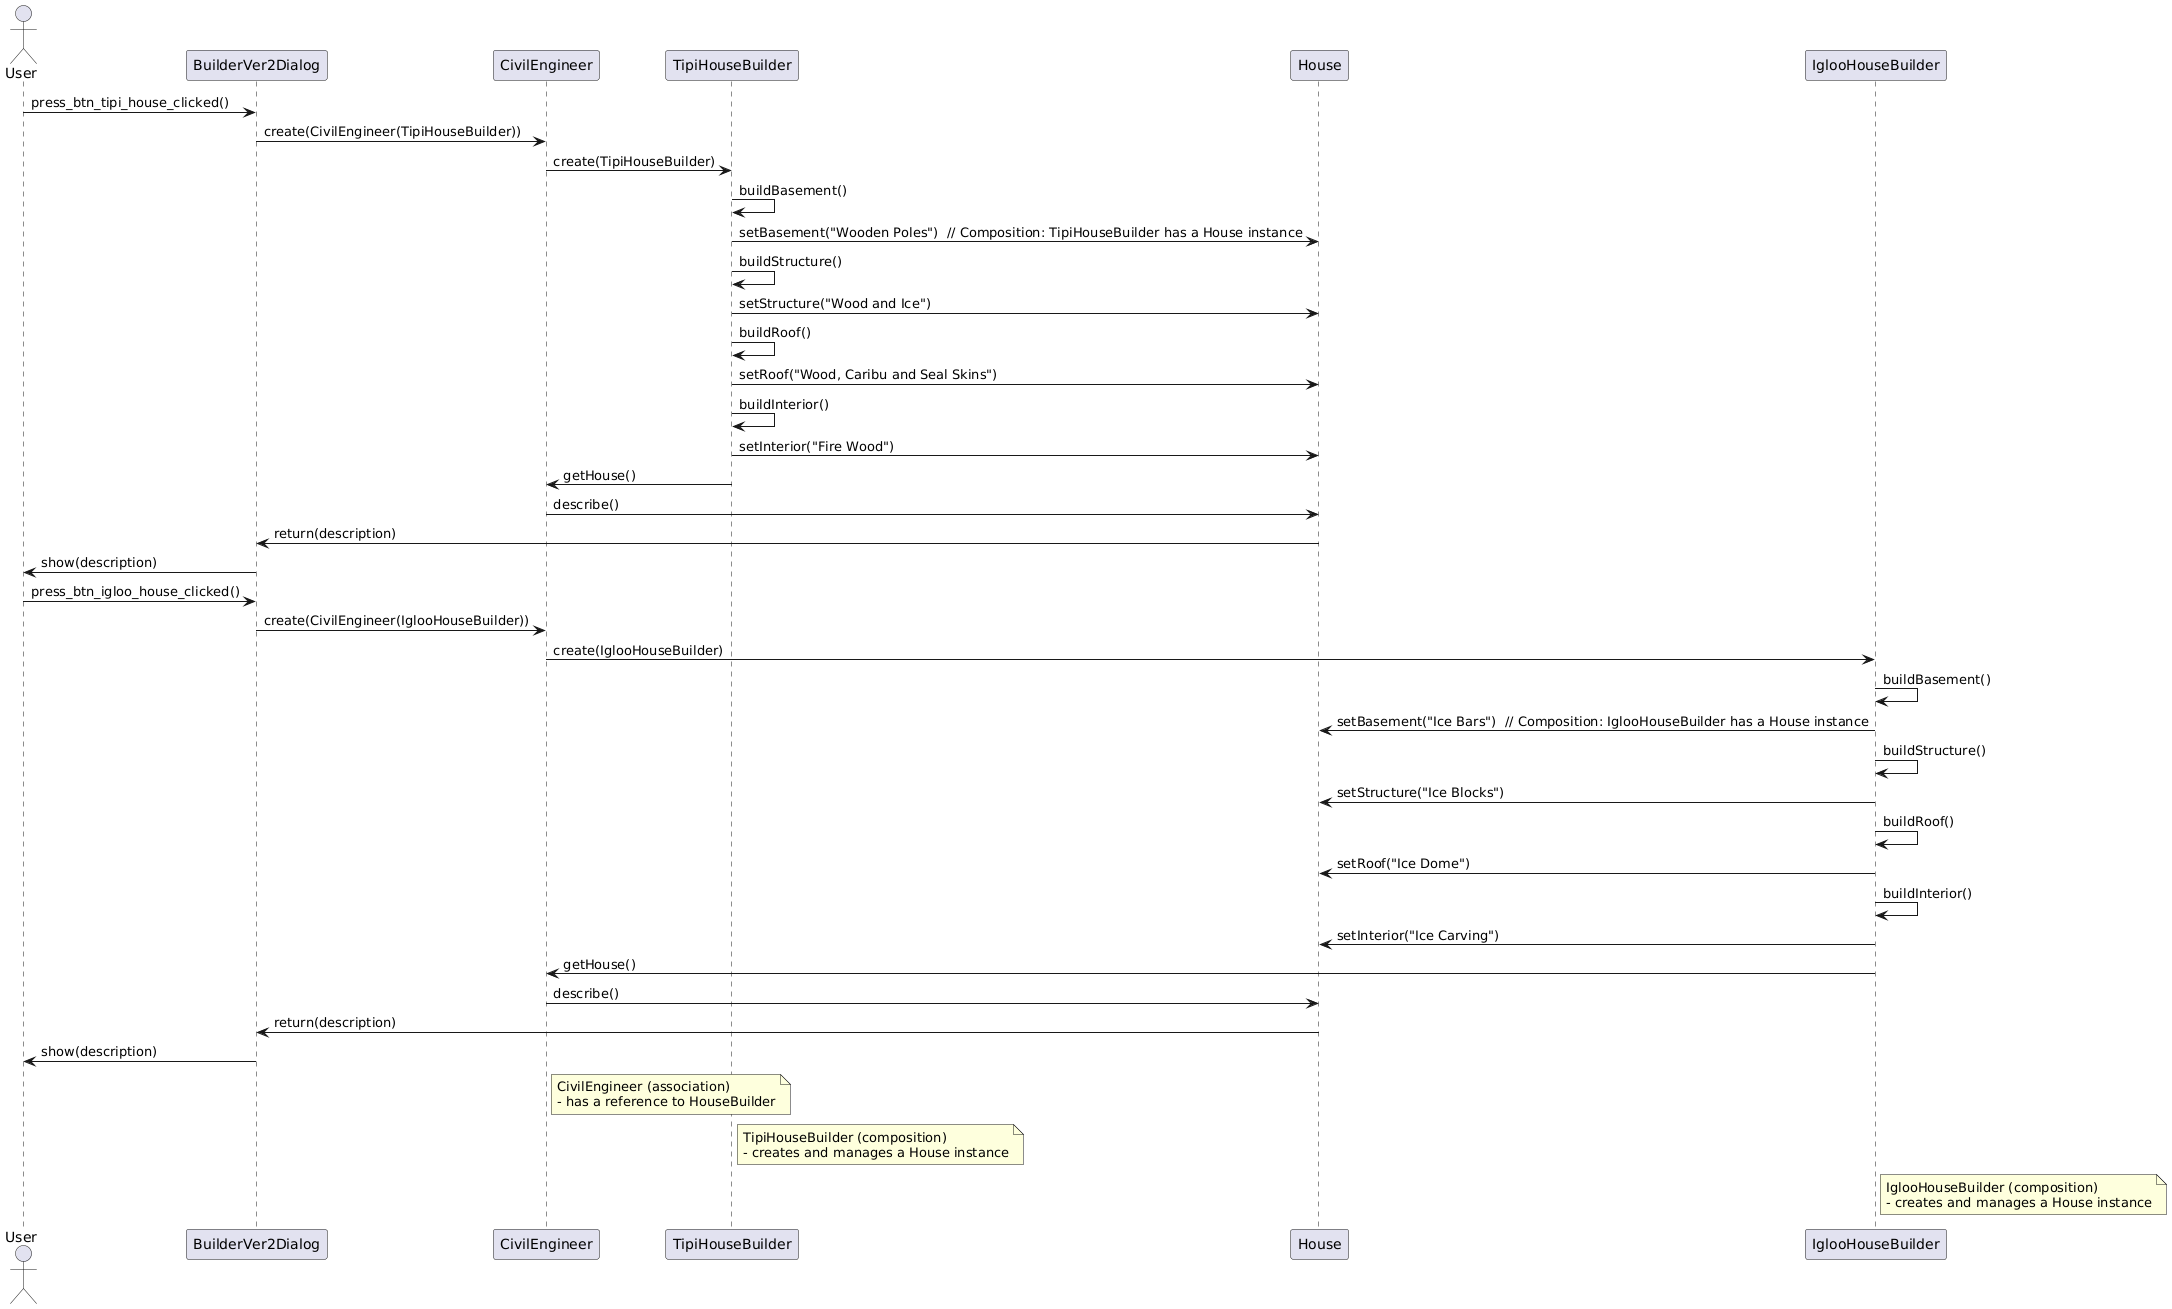 User
BuilderVer2Dialog
CivilEngineer
TipiHouseBuilder
House
IglooHouseBuilder
press_btn_tipi_house_clicked()
create(CivilEngineer(TipiHouseBuilder))
create(TipiHouseBuilder)
buildBasement()
setBasement("Wooden Poles")  // Composition: TipiHouseBuilder has a House instance
buildStructure()
setStructure("Wood and Ice")
buildRoof()
setRoof("Wood, Caribu and Seal Skins")
buildInterior()
setInterior("Fire Wood")
getHouse()
describe()
return(description)
show(description)
press_btn_igloo_house_clicked()
create(CivilEngineer(IglooHouseBuilder))
create(IglooHouseBuilder)
buildBasement()
setBasement("Ice Bars")  // Composition: IglooHouseBuilder has a House instance
buildStructure()
setStructure("Ice Blocks")
buildRoof()
setRoof("Ice Dome")
buildInterior()
setInterior("Ice Carving")
getHouse()
describe()
return(description)
show(description)
CivilEngineer (association)
- has a reference to HouseBuilder
TipiHouseBuilder (composition)
- creates and manages a House instance
IglooHouseBuilder (composition)
- creates and manages a House instance
User
BuilderVer2Dialog
CivilEngineer
TipiHouseBuilder
House
IglooHouseBuilder